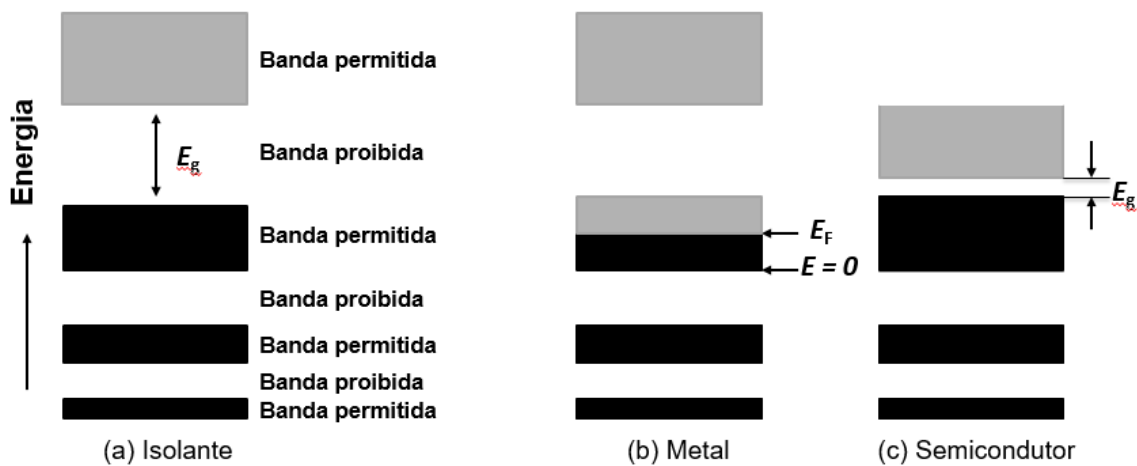 Energia
Banda permitida
Banda proibida
E_g
Banda permitida
Banda proibida
Banda permitida
Banda proibida
Banda permitida
(a) Isolante
E_F
E = 0
(b) Metal
E_g
(c) Semicondutor